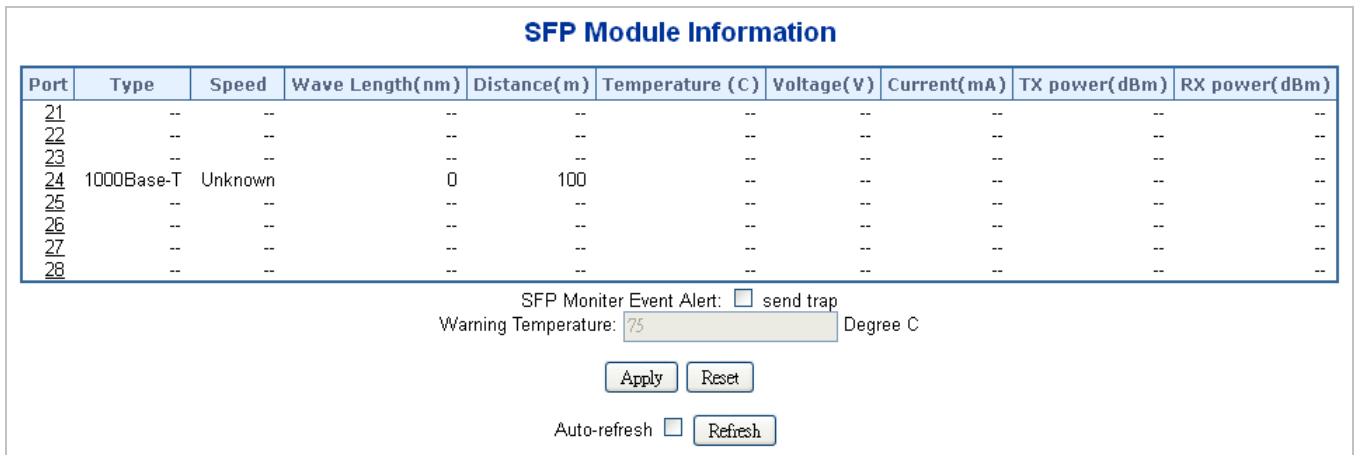 SFP Module Information
Port Type Speed Wave Length(nm) Distance(m) Temperature (C) Voltage(V) Current(mA) TX power(dBm) RX power(dBm)
21 -- -- -- -- -- -- -- -- --
22 -- -- -- -- -- -- -- -- --
23 -- -- -- -- -- -- -- -- --
24 1000Base-T Unknown 0 100 -- -- -- -- --
25 -- -- -- -- -- -- -- -- --
26 -- -- -- -- -- -- -- -- --
27 -- -- -- -- -- -- -- -- --
28 -- -- -- -- -- -- -- -- --
SFP Moniter Event Alert: send trap
Warning Temperature: 75 Degree C
Apply Reset
Auto-refresh Refresh